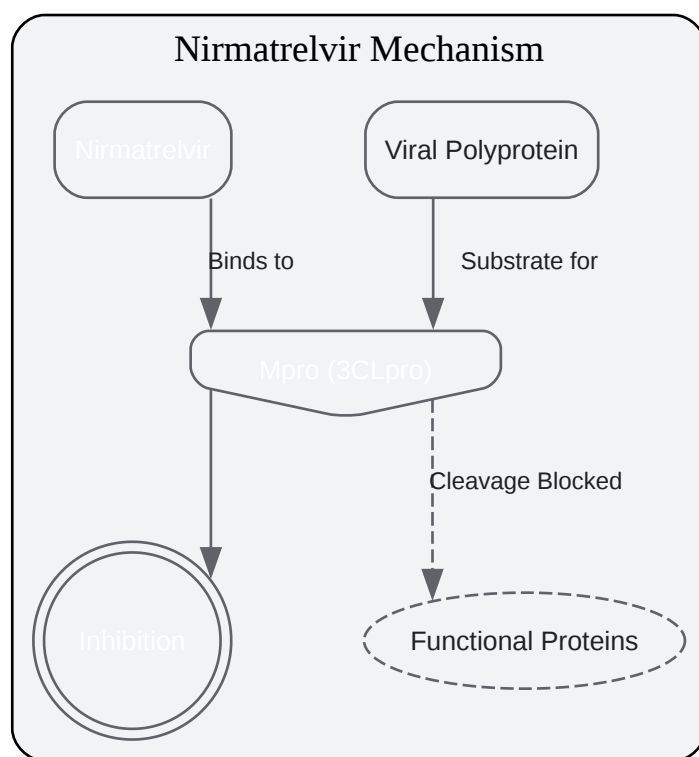 Nirmatrelvir Mechanism
Nirmatrelvir
Viral Polyprotein
Binds to
Substrate for
Mpro (3CLpro)
Cleavage Blocked
Inhibition
Functional Proteins